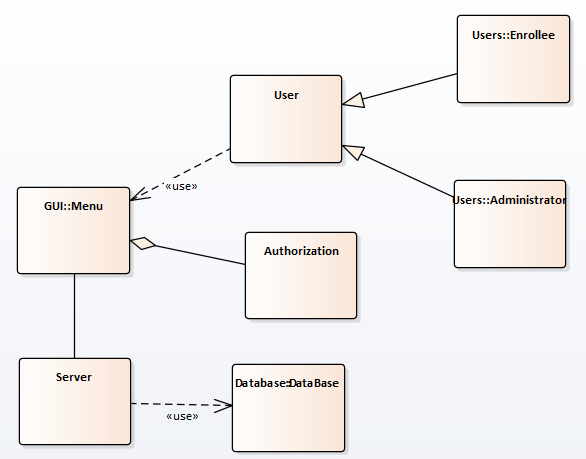 Users::Enrollee
User
«use»
Users::Administrator
GUI::Menu
Authorization
Server
Database::DataBase
«use»